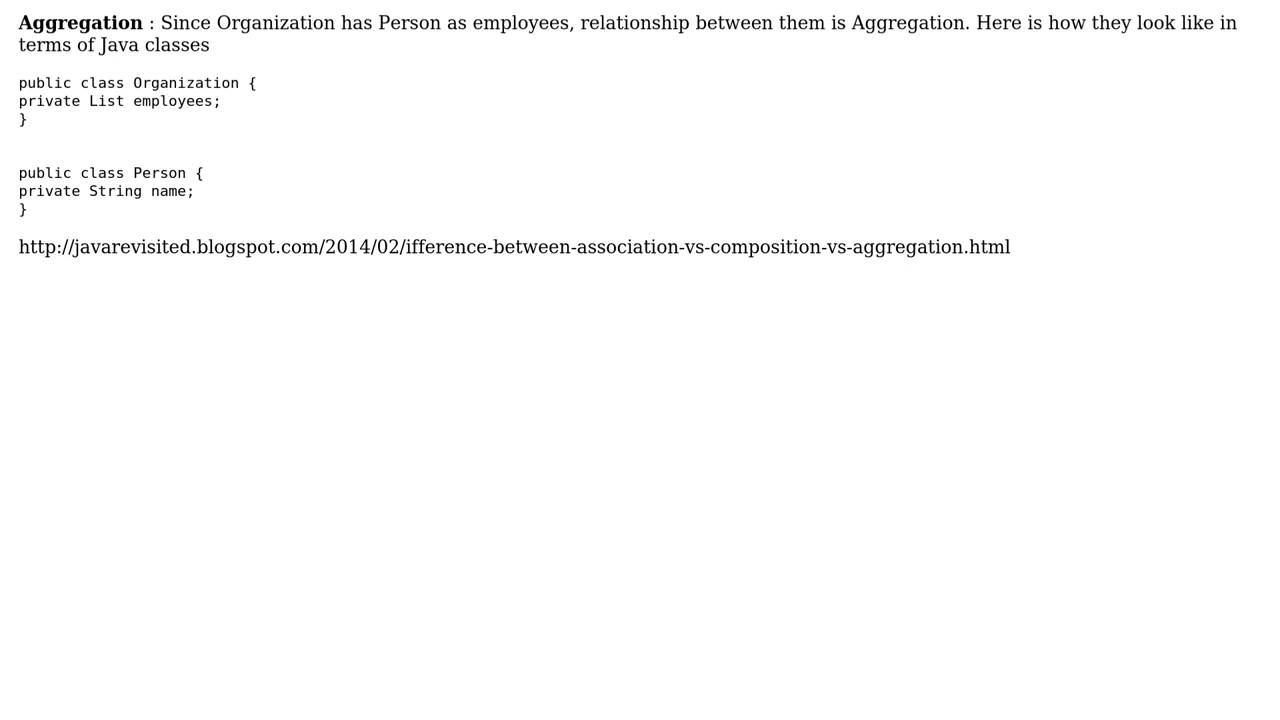 Aggregation : Since Organization has Person as employees, relationship between them is Aggregation. Here is how they look like in
terms of Java classes
public class Organization {
private List employees;
}
public class Person {
private String name;
}
http://javarevisited.blogspot.com/2014/02/ifference-between-association-vs-composition-vs-aggregation.html